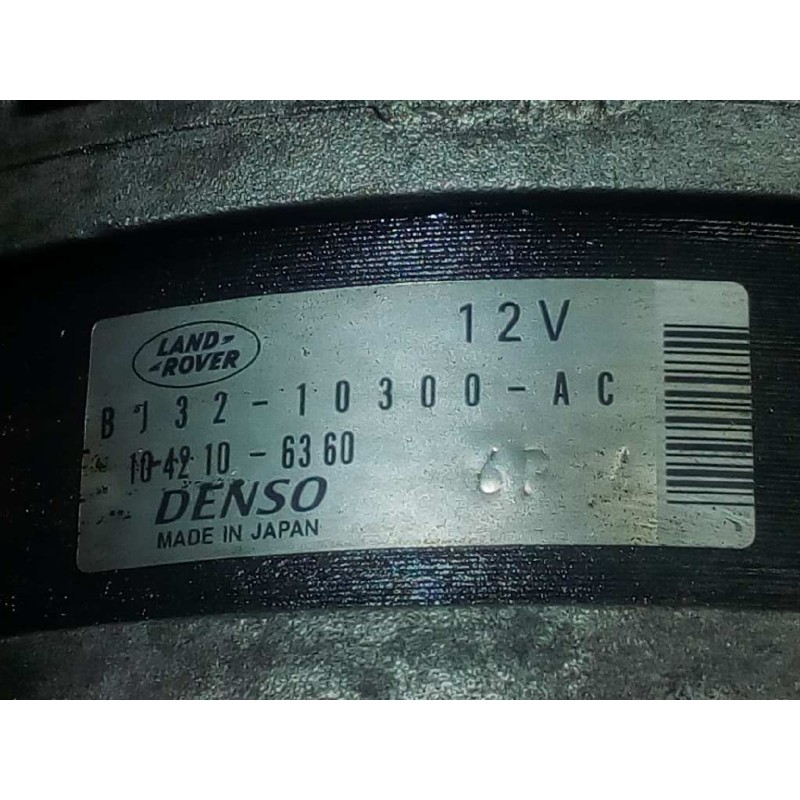 12V
LAND-
ROVER
BJ32-10300-AC
104210-6360
DENSO
MADE IN JAPAN